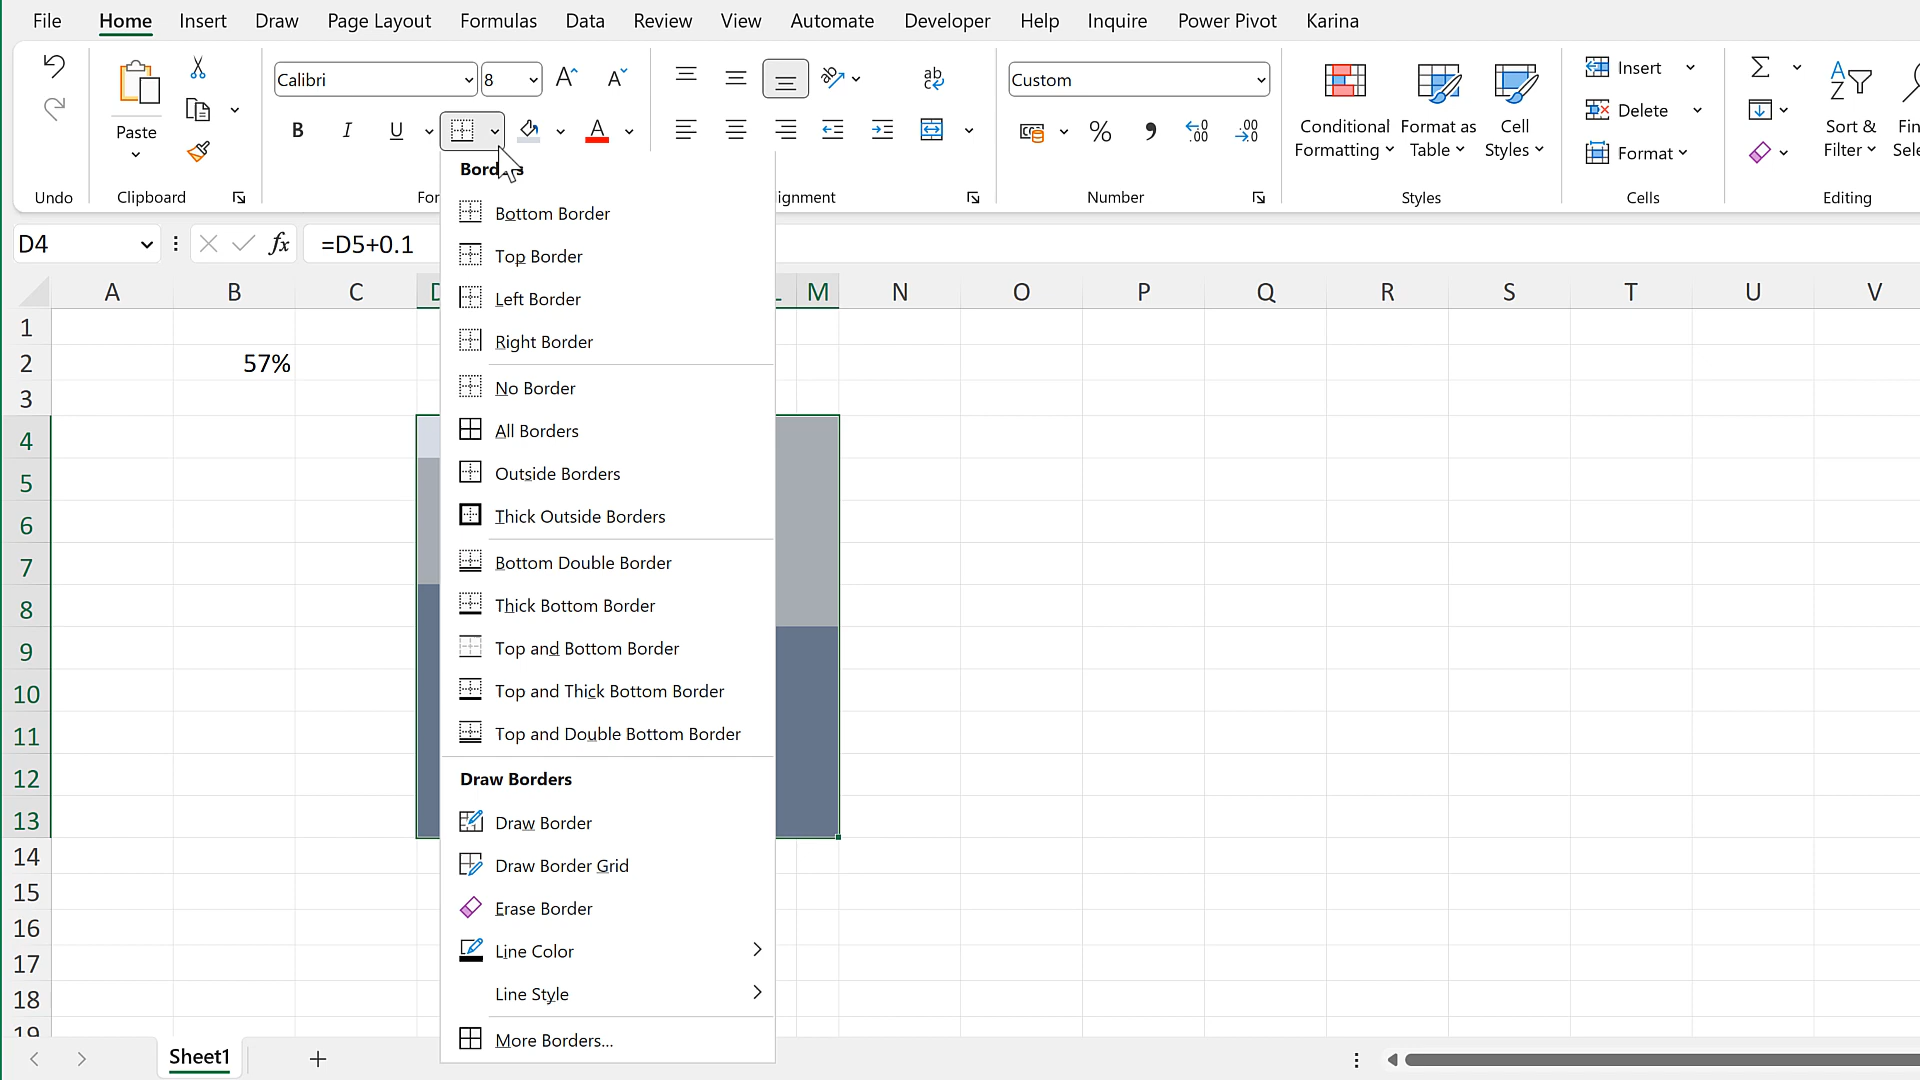 File Home Insert Draw Page Layout Formulas Data Review View Automate Developer Help Inquire Power Pivot Karina
Calibri 8 Custom
Insert
Delete
Format
Paste
B I U A
Conditional Formatting
Format as Table
Cell Styles
Sort & Filter
Undo Clipboard Number Styles Cells Editing
D4 fx =D5+0.1
A B C M N O P Q R S T U V
1
2 57%
3
4
5
6
7
8
9
10
11
12
13
14
15
16
17
18
19
Bottom Border
Top Border
Left Border
Right Border
No Border
All Borders
Outside Borders
Thick Outside Borders
Bottom Double Border
Thick Bottom Border
Top and Bottom Border
Top and Thick Bottom Border
Top and Double Bottom Border
Draw Borders
Draw Border
Draw Border Grid
Erase Border
Line Color
Line Style
More Borders...
Sheet1